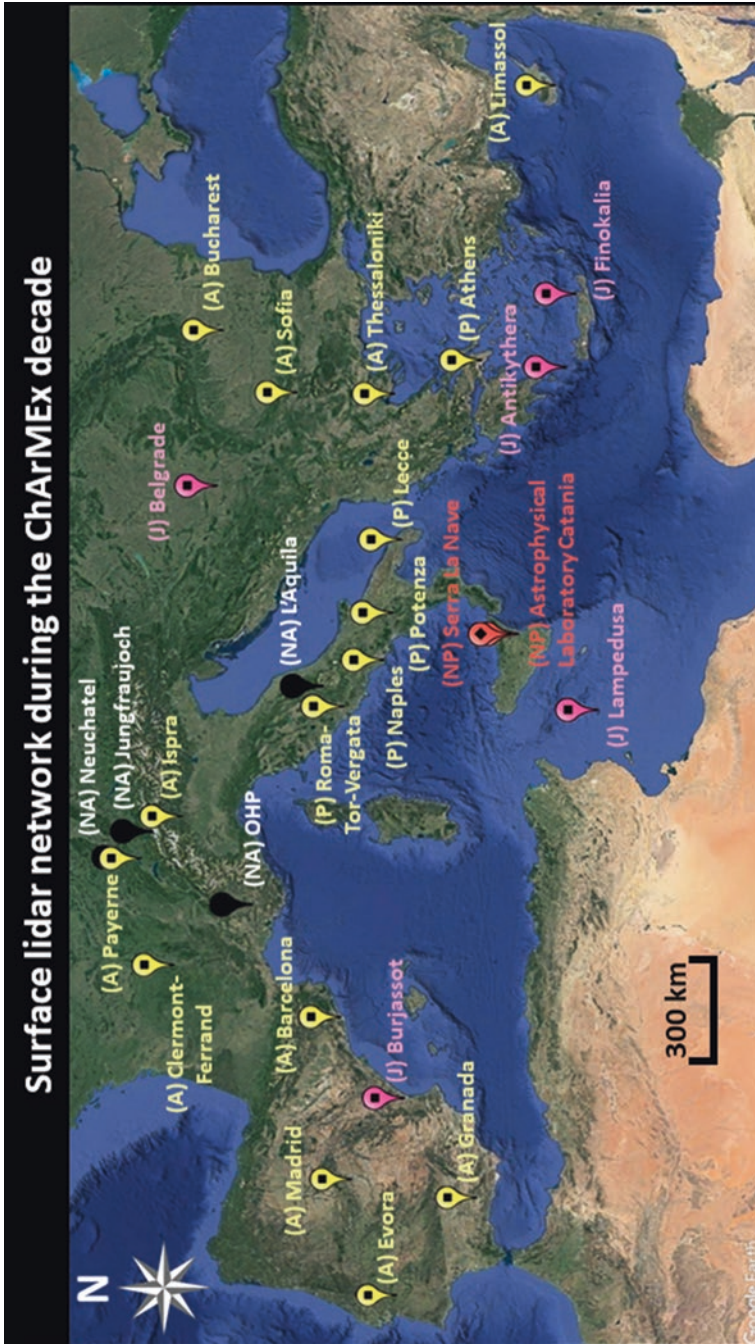 Surface lidar network during the ChArMEx decade
N
(NA) Neuchatel
(NA) Jungfraujoch
(A) Payerne
(A) Ispra
(A) Clermont-
Ferrand
(NA) OHP
(J) Belgrade
(A) Bucharest
(A) Sofia
(NA) L'Aquila
(A) Barcelona
(A) Madrid
(P) Roma-
Tor-Vergata
(A) Thessaloniki
(P) Lecce
(P) Naples
(P) Potenza
(J) Burjassot
(A) Evora
(A) Granada
(P) Athens
(NP) Serra La Nave
(NP) Astrophysical
Laboratory Catania
(J) Antikythera
(J) Finokalia
(A) Limassol
(J) Lampedusa
300 km